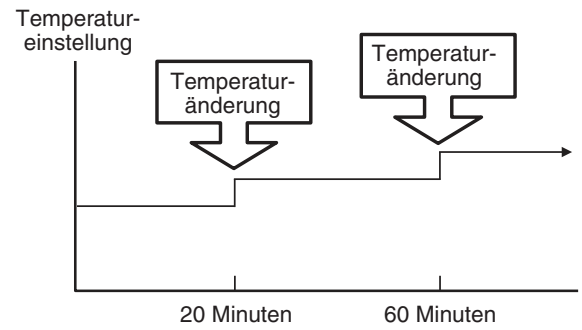 Temperatur-
einstellung
Temperatur-
änderung
Temperatur-
änderung
20 Minuten
60 Minuten